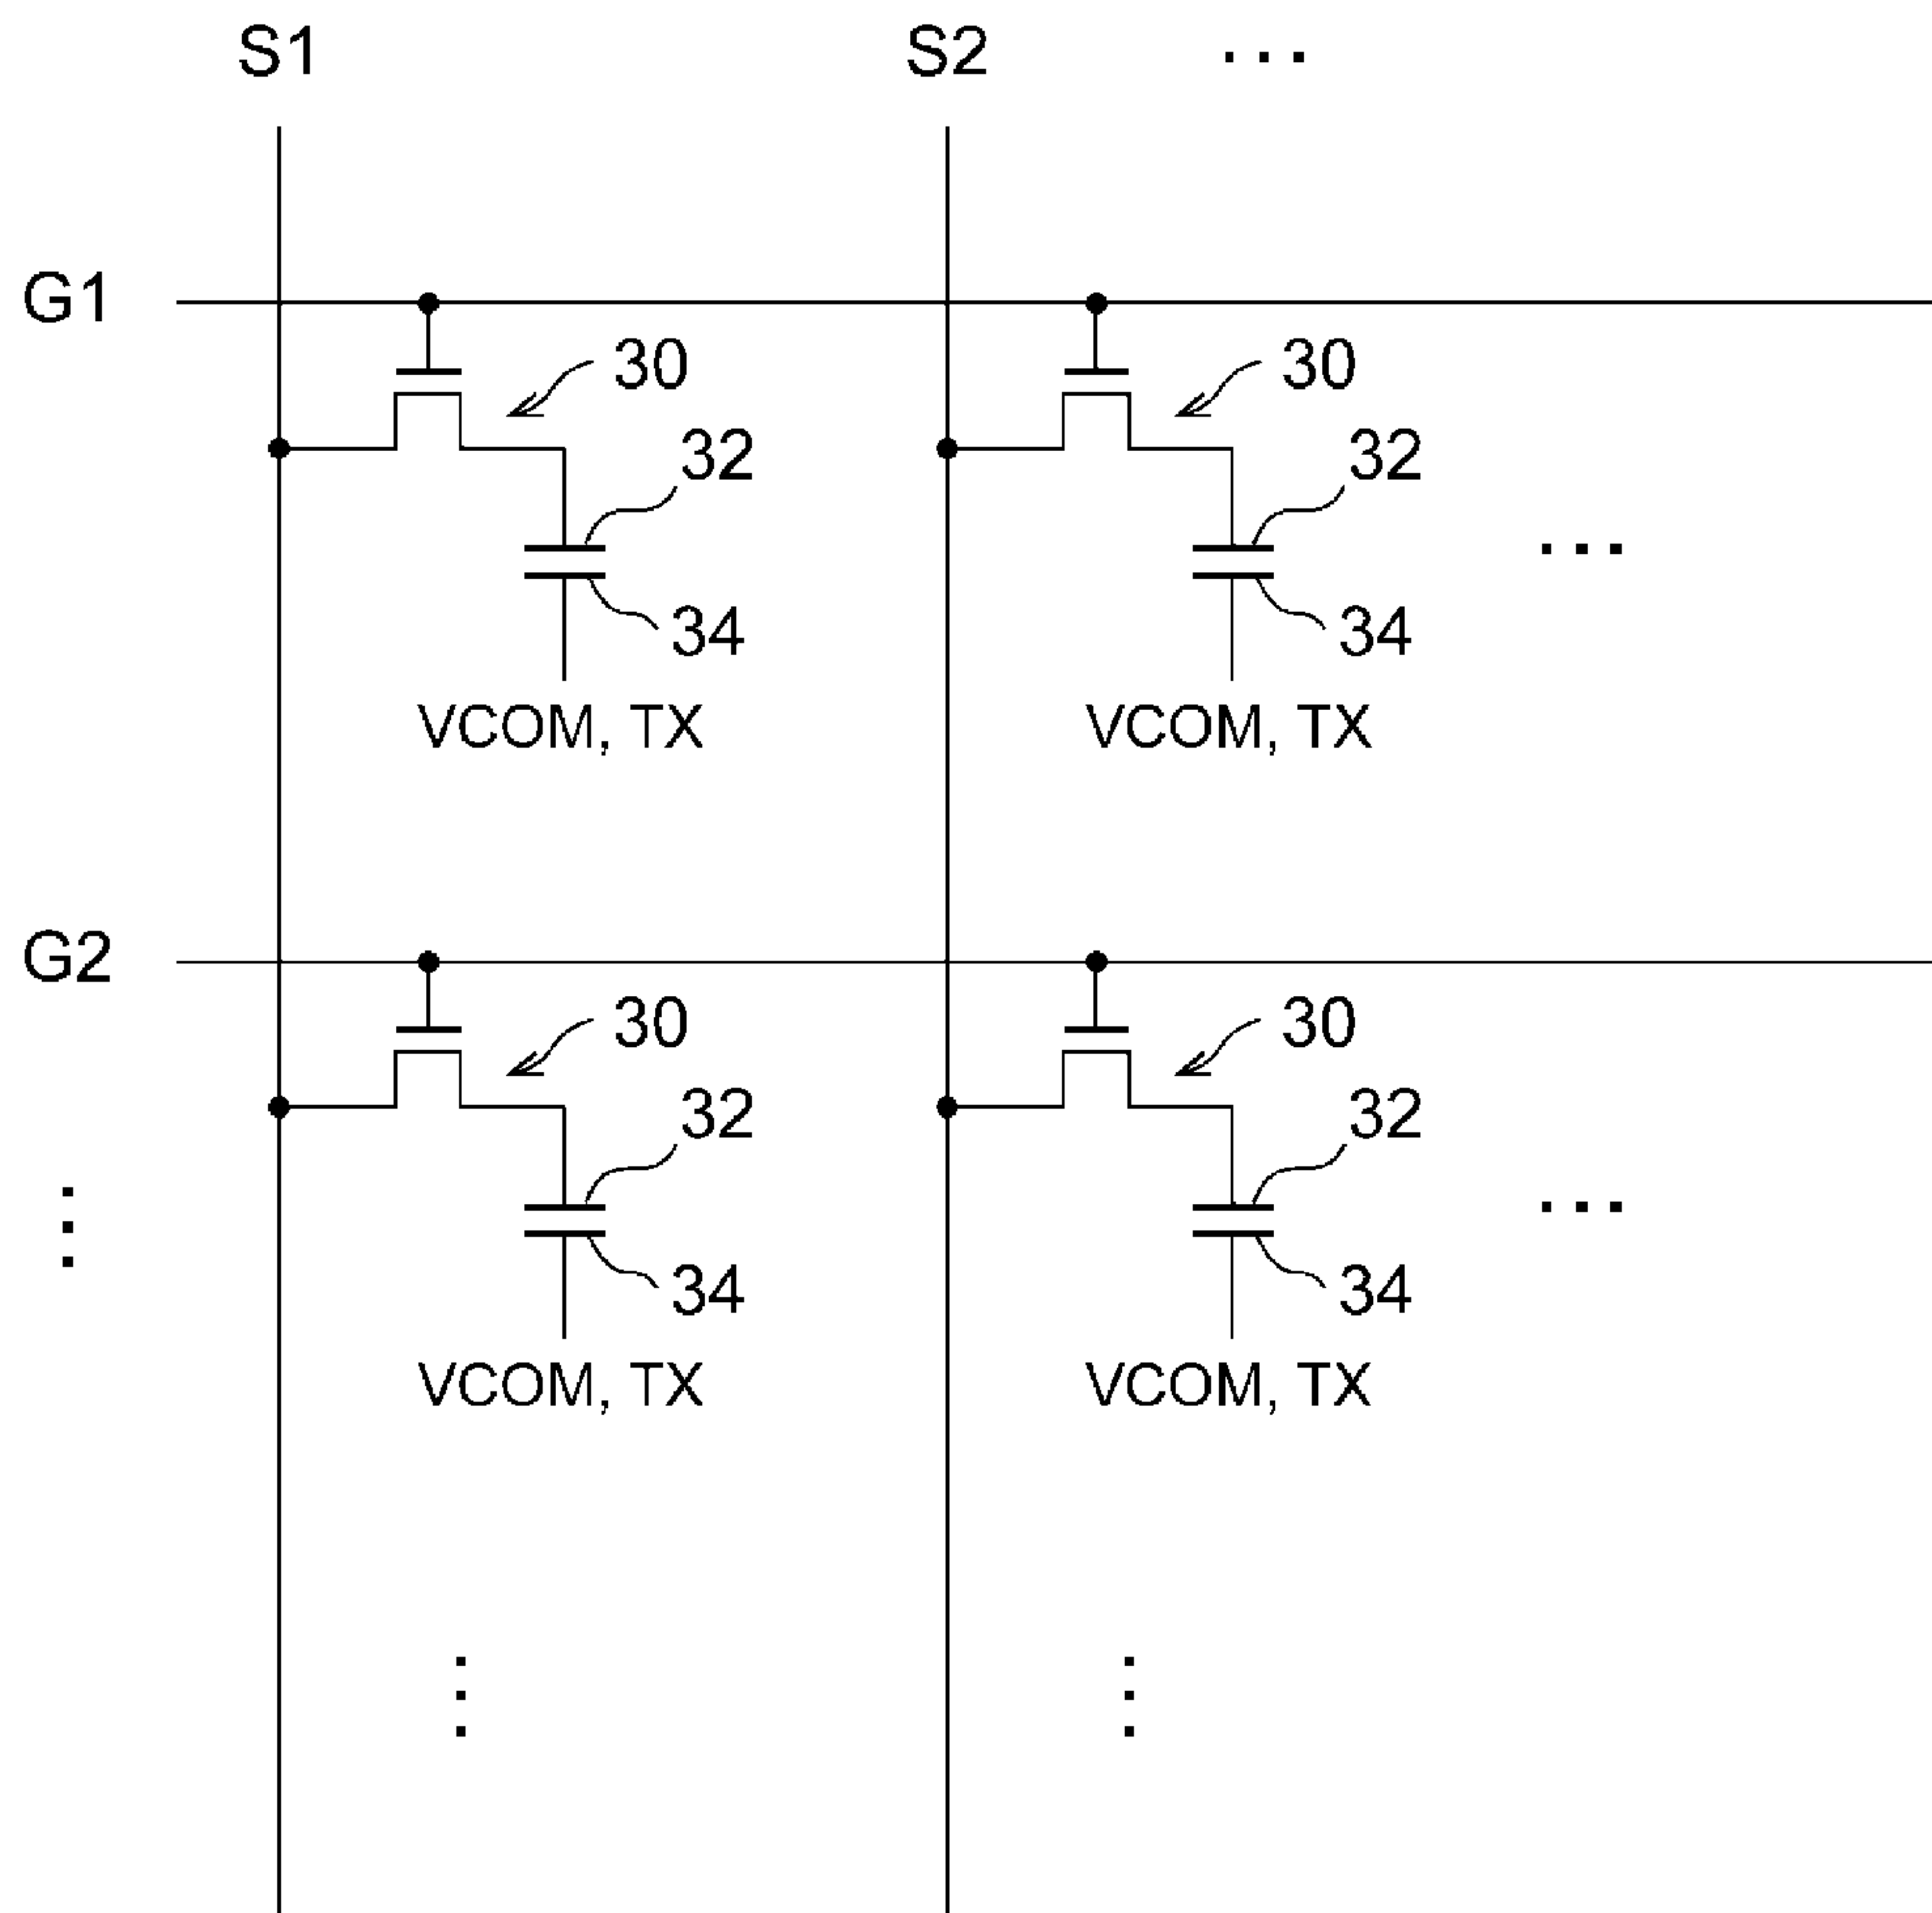 S1 S2 ...
G1
30 30
32 32
...
34 34
VCOM, TX VCOM, TX
G2
30 30
32 32
...
34 34
VCOM, TX VCOM, TX